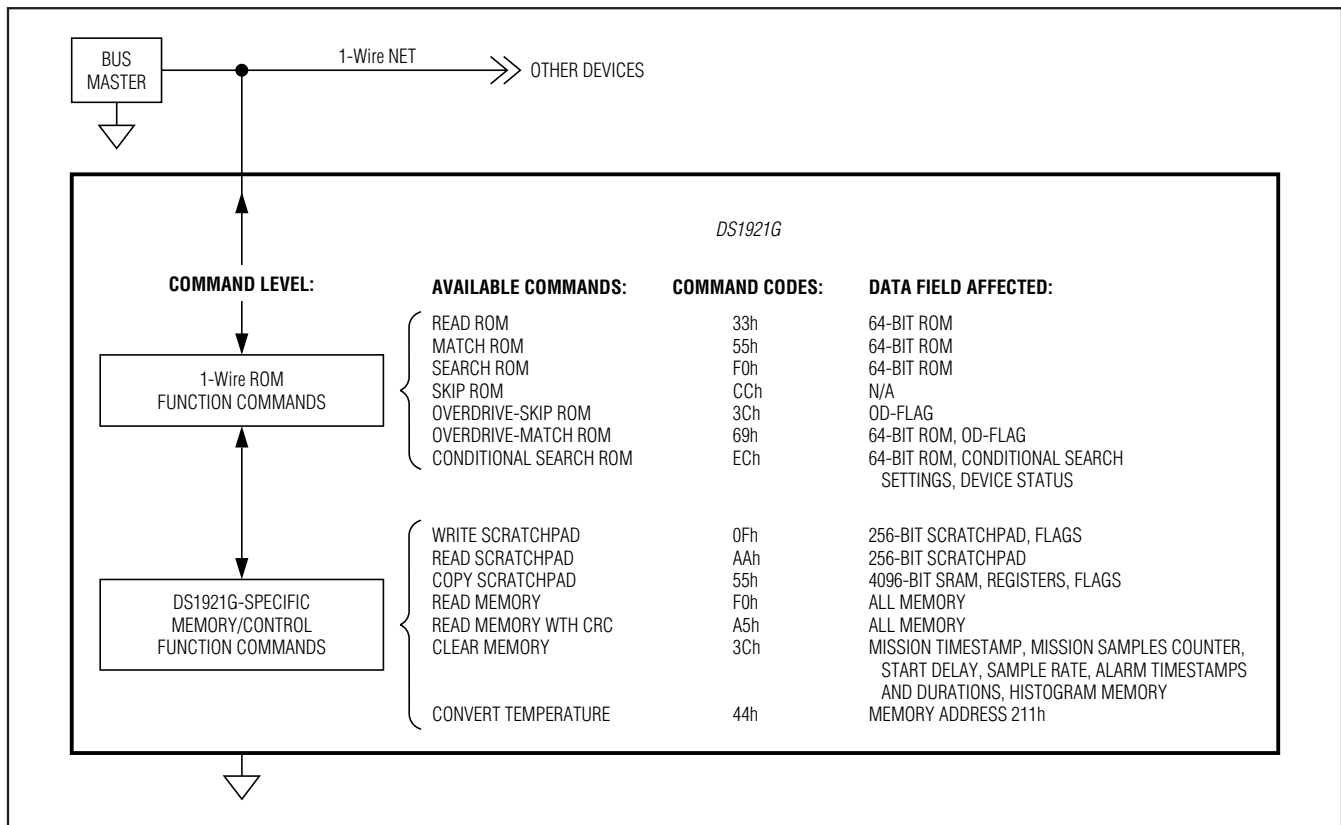 BUS
MASTER
1-Wire NET
OTHER DEVICES
DS1921G
COMMAND LEVEL: AVAILABLE COMMANDS: COMMAND CODES: DATA FIELD AFFECTED:
1-Wire ROM
FUNCTION COMMANDS
READ ROM 33h 64-BIT ROM
MATCH ROM 55h 64-BIT ROM
SEARCH ROM F0h 64-BIT ROM
SKIP ROM CCh N/A
OVERDRIVE-SKIP ROM 3Ch OD-FLAG
OVERDRIVE-MATCH ROM 69h 64-BIT ROM, OD-FLAG
CONDITIONAL SEARCH ROM ECh 64-BIT ROM, CONDITIONAL SEARCH
SETTINGS, DEVICE STATUS
DS1921G-SPECIFIC
MEMORY/CONTROL
FUNCTION COMMANDS
WRITE SCRATCHPAD 0Fh 256-BIT SCRATCHPAD, FLAGS
READ SCRATCHPAD AAh 256-BIT SCRATCHPAD
COPY SCRATCHPAD 55h 4096-BIT SRAM, REGISTERS, FLAGS
READ MEMORY F0h ALL MEMORY
READ MEMORY WTH CRC A5h ALL MEMORY
CLEAR MEMORY 3Ch MISSION TIMESTAMP, MISSION SAMPLES COUNTER,
START DELAY, SAMPLE RATE, ALARM TIMESTAMPS
AND DURATIONS, HISTOGRAM MEMORY
CONVERT TEMPERATURE 44h MEMORY ADDRESS 211h